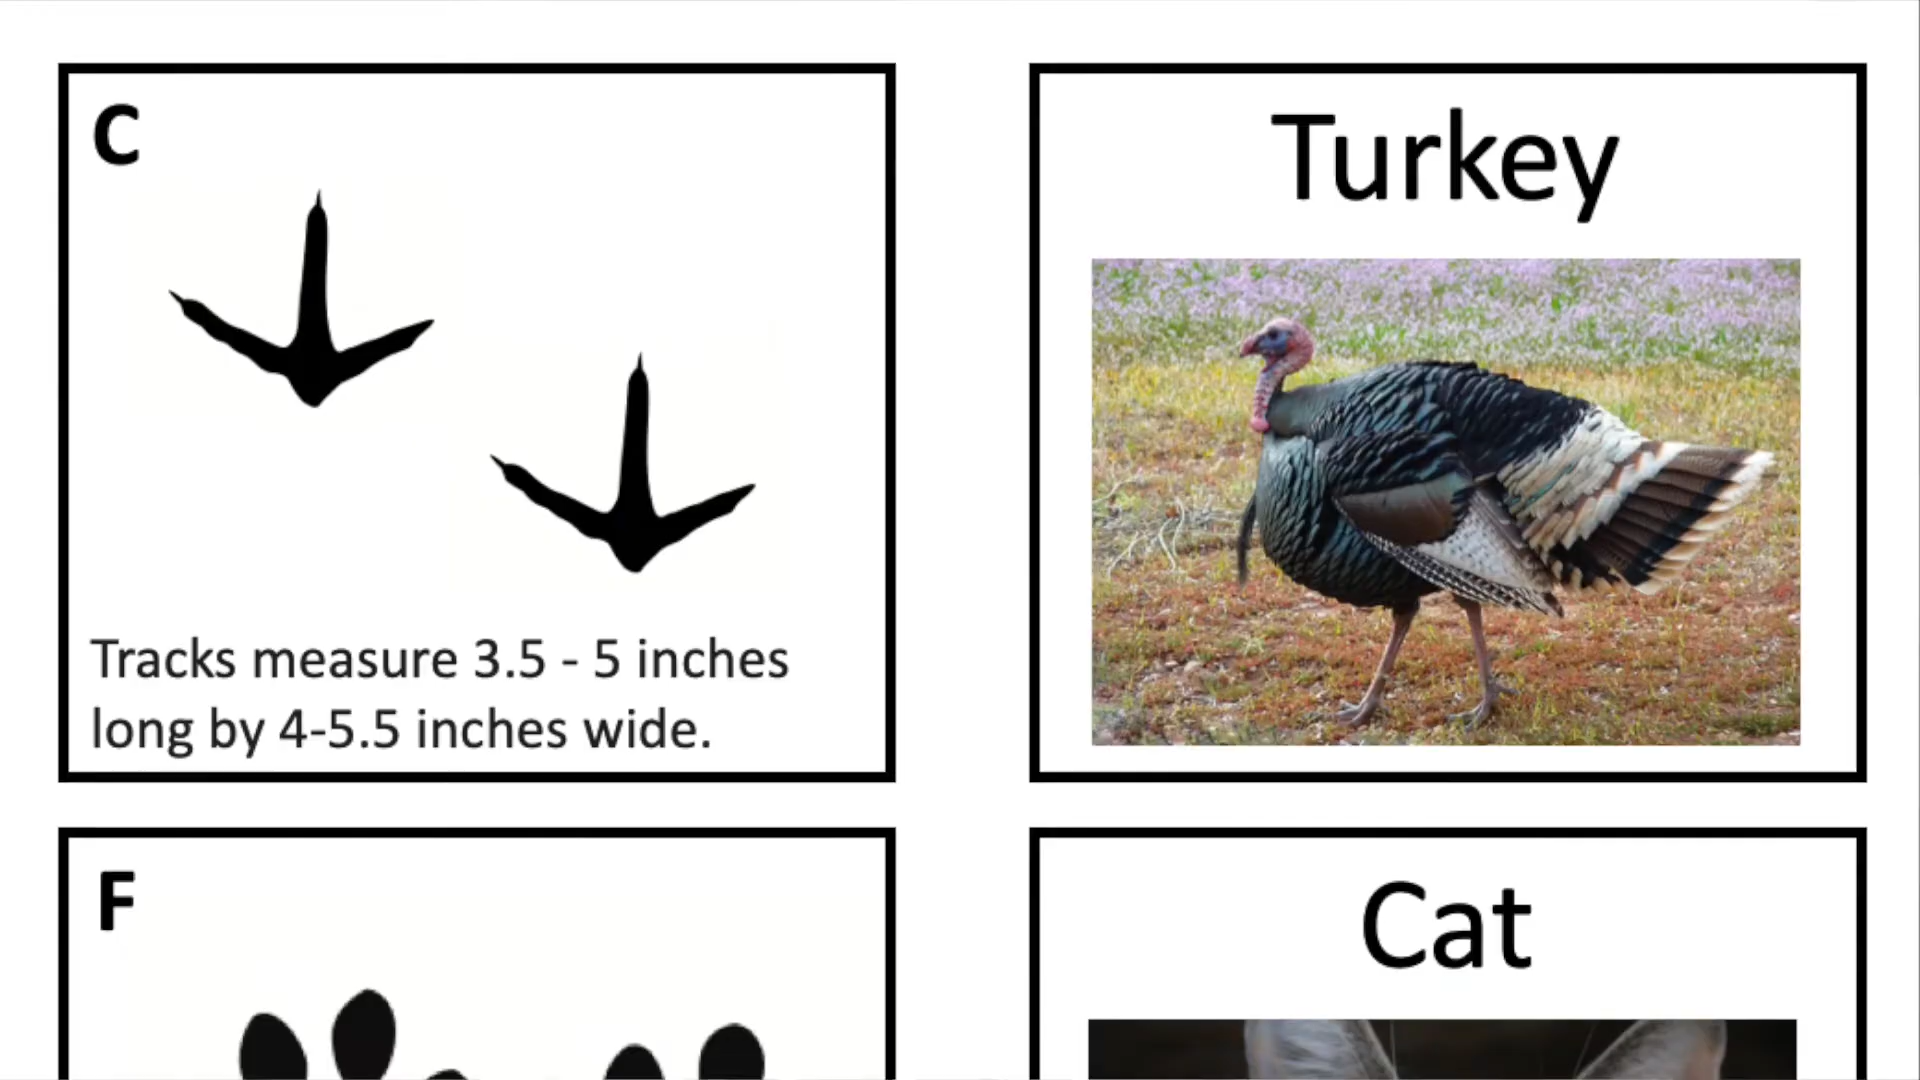 C
Tracks measure 3.5 - 5 inches
long by 4-5.5 inches wide.
Turkey
F
Cat